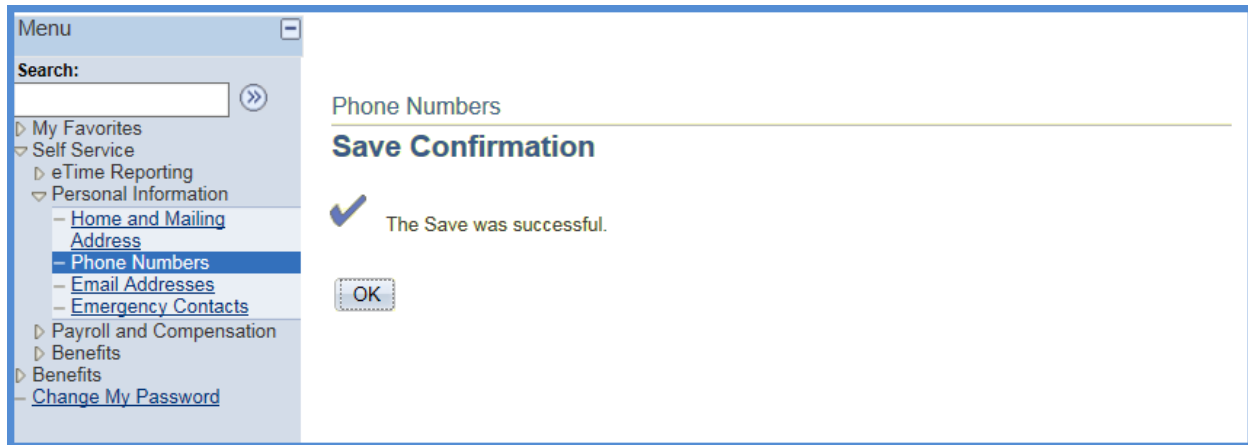 Menu
Search:
My Favorites
Self Service
eTime Reporting
Personal Information
Home and Mailing
Address
Phone Numbers
Email Addresses
Emergency Contacts
Payroll and Compensation
Benefits
Benefits
Change My Password
Phone Numbers
Save Confirmation
The Save was successful.
OK